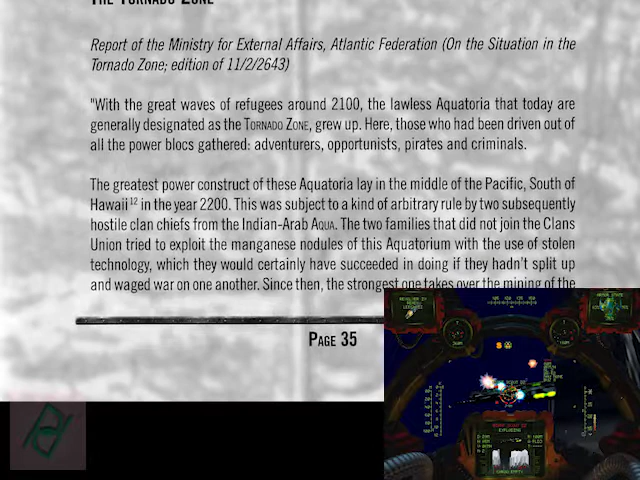 THE TORNADO ZONE
Report of the Ministry for External Affairs, Atlantic Federation (On the Situation in the
Tornado Zone; edition of 11/2/2643)
"With the great waves of refugees around 2100, the lawless Aquatoria that today are
generally designated as the TORNADO ZONE, grew up. Here, those who had been driven out of
all the power blocs gathered: adventurers, opportunists, pirates and criminals.
The greatest power construct of these Aquatoria lay in the middle of the Pacific, South of
Hawaii12 in the year 2200. This was subject to a kind of arbitrary rule by two subsequently
hostile clan chiefs from the Indian-Arab AQUA. The two families that did not join the Clans
Union tried to exploit the manganese nodules of this Aquatorium with the use of stolen
technology, which they would certainly have succeeded in doing if they hadn't split up
and waged war on one another. Since then, the strongest one takes over the mining of the
PAGE 35
EXPLODING